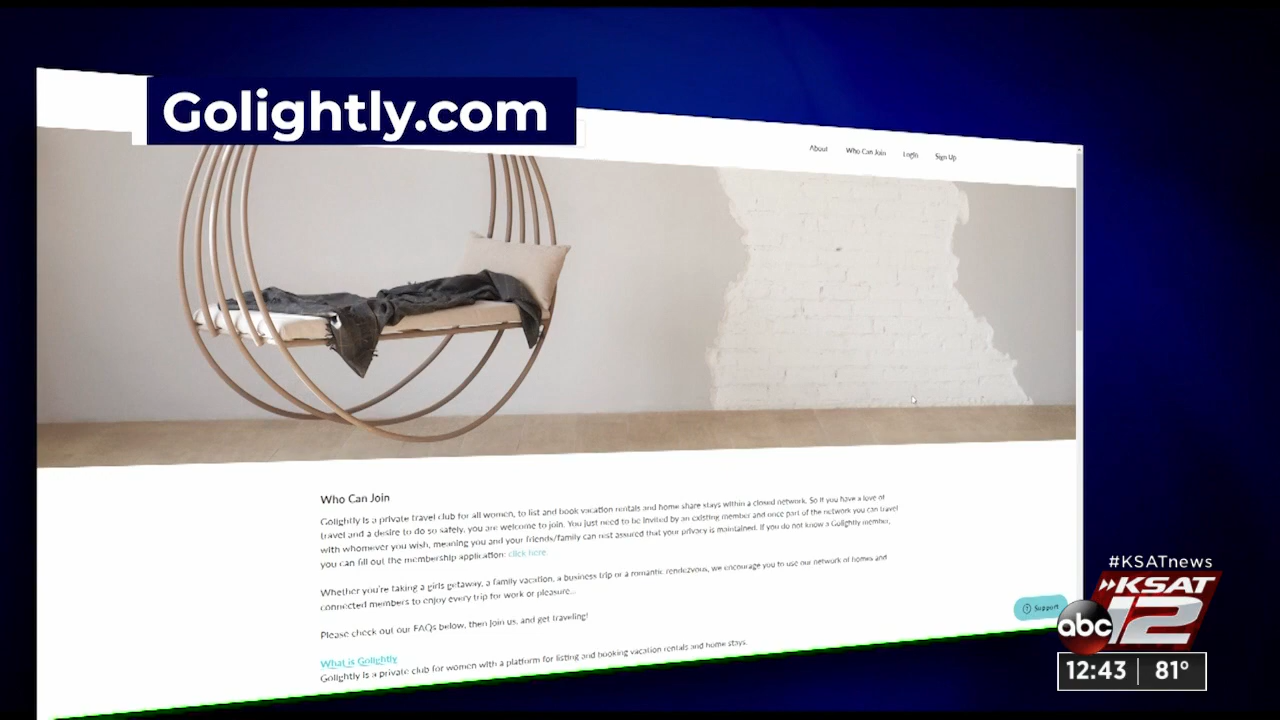 Golightly.com
About Who Can Join Login Sign Up
Who Can Join
Golightly is a private travel club for all women, to list and book vacation rentals and home share stays within a closed network. So if you have a love of
travel and a desire to do so safely, you are welcome to join. You just need to be invited by an existing member and once part of the network you can travel
with whomever you wish, meaning you and your friends/family can rest assured that your privacy is maintained. If you do not know a Golightly member,
you can fill out the membership application: click here
Whether you're taking a girls getaway, a family vacation, a business trip or a romantic rendezvous, we encourage you to use our network of homes and
connected members to enjoy every trip for work or pleasure...
Please check out our FAQs below, then join us, and get traveling!
What is Golightly
Golightly is a private club for women with a platform for listing and booking vacation rentals and home stays.
Support
#KSATnews
KSAT
abc 12
12:43 81°